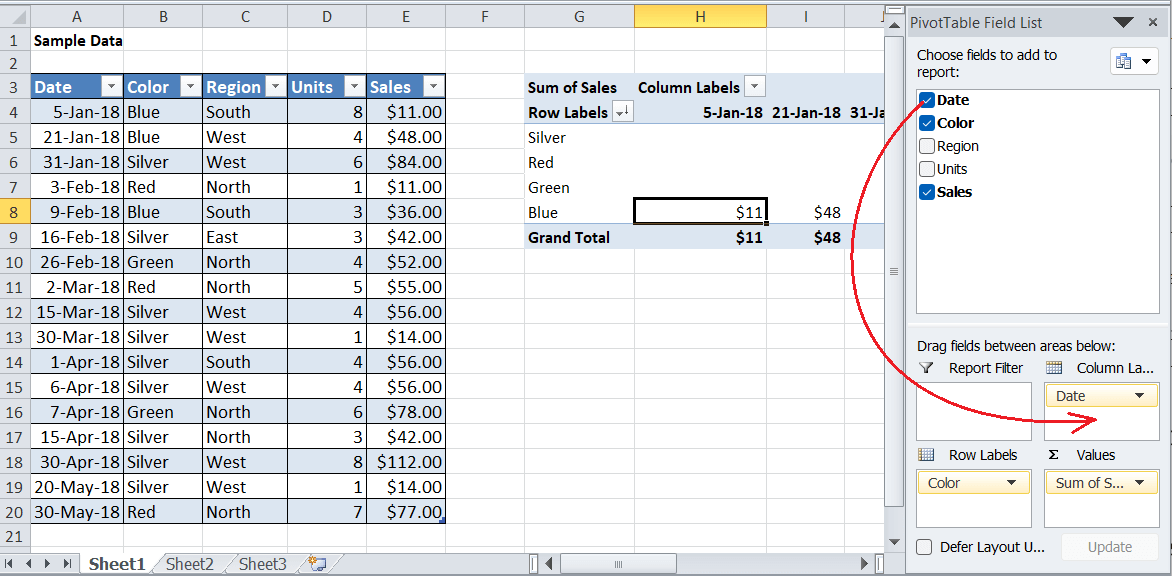 A B C D E F G H I J
1 Sample Data
2
3 Date Color Region Units Sales Sum of Sales Column Labels
4 5-Jan-18 Blue South 8 $11.00 Row Labels 5-Jan-18 21-Jan-18 31-Ja
5 21-Jan-18 Blue West 4 $48.00 Silver
6 31-Jan-18 Silver West 6 $84.00 Red
7 3-Feb-18 Red North 1 $11.00 Green
8 9-Feb-18 Blue South 3 $36.00 Blue $11 $48
9 16-Feb-18 Silver East 3 $42.00 Grand Total $11 $48
10 26-Feb-18 Green North 4 $52.00
11 2-Mar-18 Red North 5 $55.00
12 15-Mar-18 Silver West 4 $56.00
13 30-Mar-18 Silver West 1 $14.00
14 1-Apr-18 Silver South 4 $56.00
15 6-Apr-18 Silver West 4 $56.00
16 7-Apr-18 Green North 6 $78.00
17 15-Apr-18 Silver North 3 $42.00
18 30-Apr-18 Silver West 8 $112.00
19 20-May-18 Silver West 1 $14.00
20 30-May-18 Red North 7 $77.00
21
Sheet1 Sheet2 Sheet3
PivotTable Field List
Choose fields to add to
report:
Date
Color
Region
Units
Sales
Drag fields between areas below:
Report Filter Column La...
Date
Row Labels Σ Values
Color Sum of S...
Defer Layout U... Update